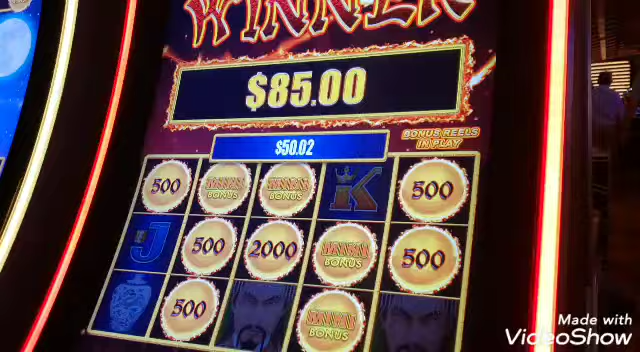 WINNER
$85.00
$50.02
BONUS REELS
IN PLAY
500
BONUS
BONUS
K
500
J
500
2000
BONUS
500
500
BONUS
Made with
VideoShow